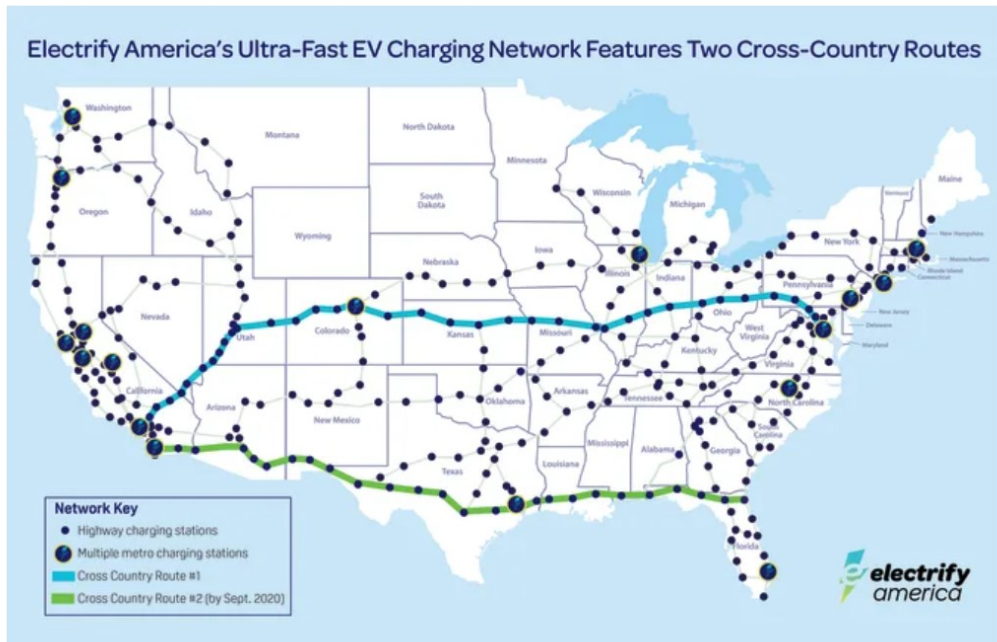 Electrify America's Ultra-Fast EV Charging Network Features Two Cross-Country Routes
Washington
Montana
North Dakota
Minnesota
Maine
Vermont
Oregon
Idaho
South
Dakota
Wisconsin
Michigan
Wyoming
New York
New Hampshire
Massachusetts
Rhode Island
Connecticut
Nebraska
Iowa
Illinois
Indiana
Pennsylvania
Nevada
Utah
Colorado
Kansas
Missouri
Ohio
West
Virginia
New Jersey
Delaware
Maryland
Kentucky
Virginia
California
Arizona
New Mexico
Oklahoma
Arkansas
Tennessee
North Carolina
South
Carolina
Mississippi
Alabama
Georgia
Texas
Louisiana
Florida
Network Key
Highway charging stations
Multiple metro charging stations
Cross Country Route #1
Cross Country Route #2 (by Sept. 2020)
electrify
america